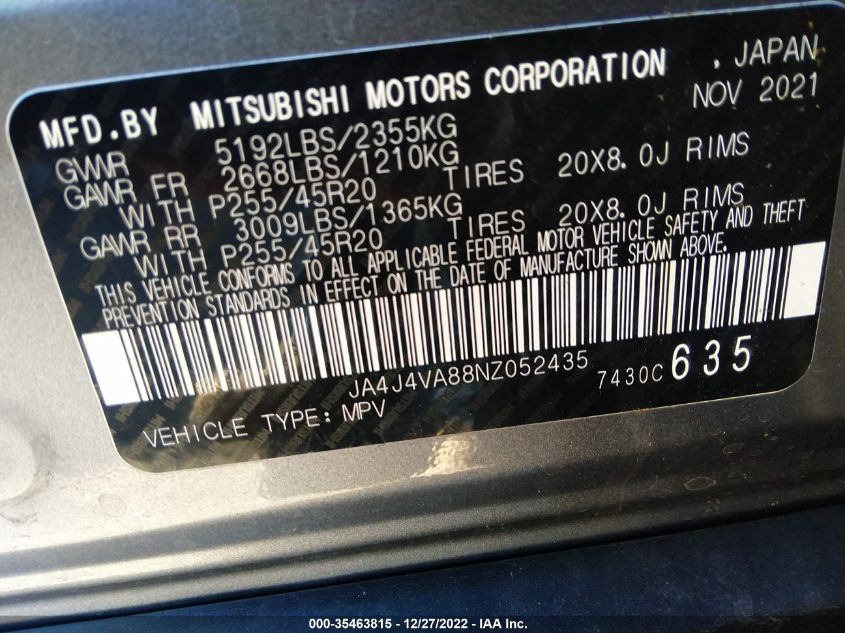 MFD.BY MITSUBISHI MOTORS CORPORATION . JAPAN
GVWR 5192LBS/2355KG NOV 2021
GAWR FR 2668LBS/1210KG
WITH P255/45R20 TIRES 20X8.0J RIMS
GAWR RR 3009LBS/1365KG
WITH P255/45R20 TIRES 20X8.0J RIMS
THIS VEHICLE CONFORMS TO ALL APPLICABLE FEDERAL MOTOR VEHICLE SAFETY AND THEFT
PREVENTION STANDARDS IN EFFECT ON THE DATE OF MANUFACTURE SHOWN ABOVE.
JA4J4VA88NZ052435 7430C 635
VEHICLE TYPE: MPV
000-35463815 - 12/27/2022 - IAA Inc.